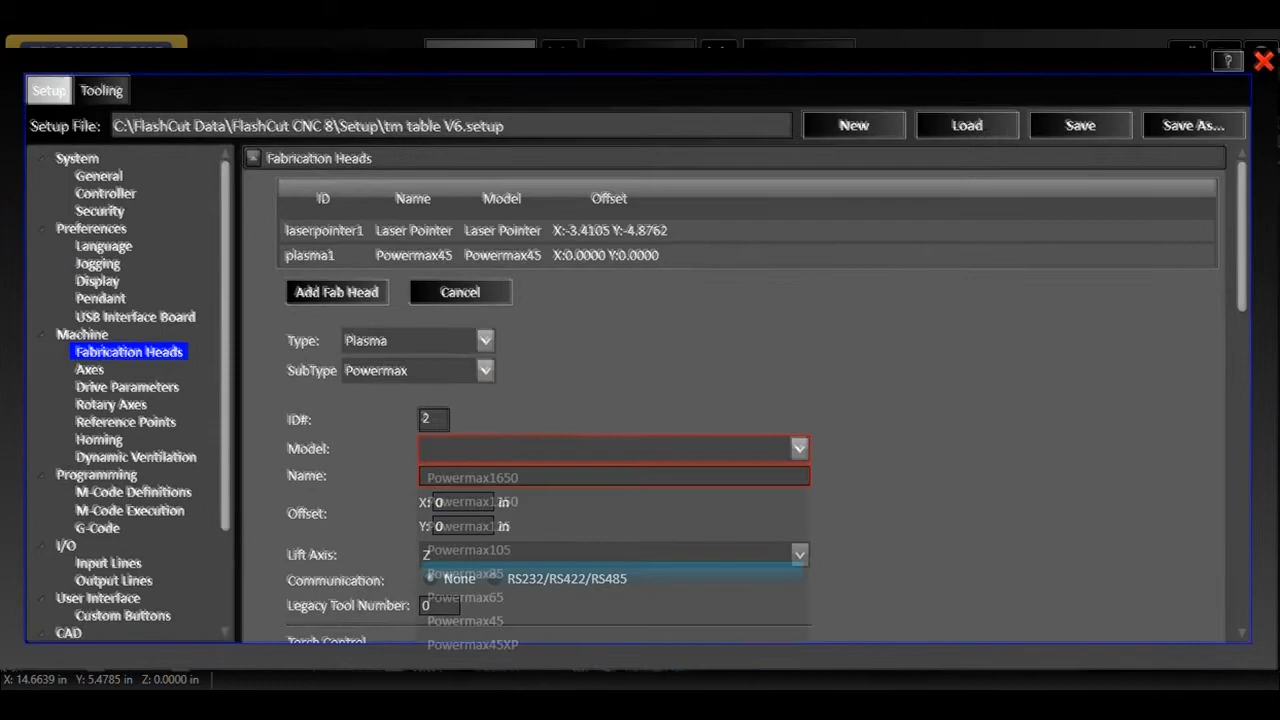 Setup Tooling
Setup File: C:\FlashCut Data\FlashCut CNC 8\Setup\tm table V6.setup New Load Save Save As...
System
General
Controller
Security
Preferences
Language
Jogging
Display
Pendant
USB Interface Board
Machine
Fabrication Heads
Axes
Drive Parameters
Rotary Axes
Reference Points
Homing
Dynamic Ventilation
Programming
M-Code Definitions
M-Code Execution
G-Code
I/O
Input Lines
Output Lines
User Interface
Custom Buttons
CAD
Fabrication Heads
ID Name Model Offset
laserpointer1 Laser Pointer Laser Pointer X:-3.4105 Y:-4.8762
plasma1 Powermax45 Powermax45 X:0.0000 Y:0.0000
Add Fab Head Cancel
Type: Plasma
SubType Powermax
ID#: 2
Model:
Name:
Powermax1650
Offset: X: 0 in
Y: 0 in
Powermax105
Lift Axis: Z
Powermax85
Communication: None RS232/RS422/RS485
Powermax65
Legacy Tool Number: 0
Powermax45
Torch Control
Powermax45XP
X: 14.6639 in Y: 5.4785 in Z: 0.0000 in